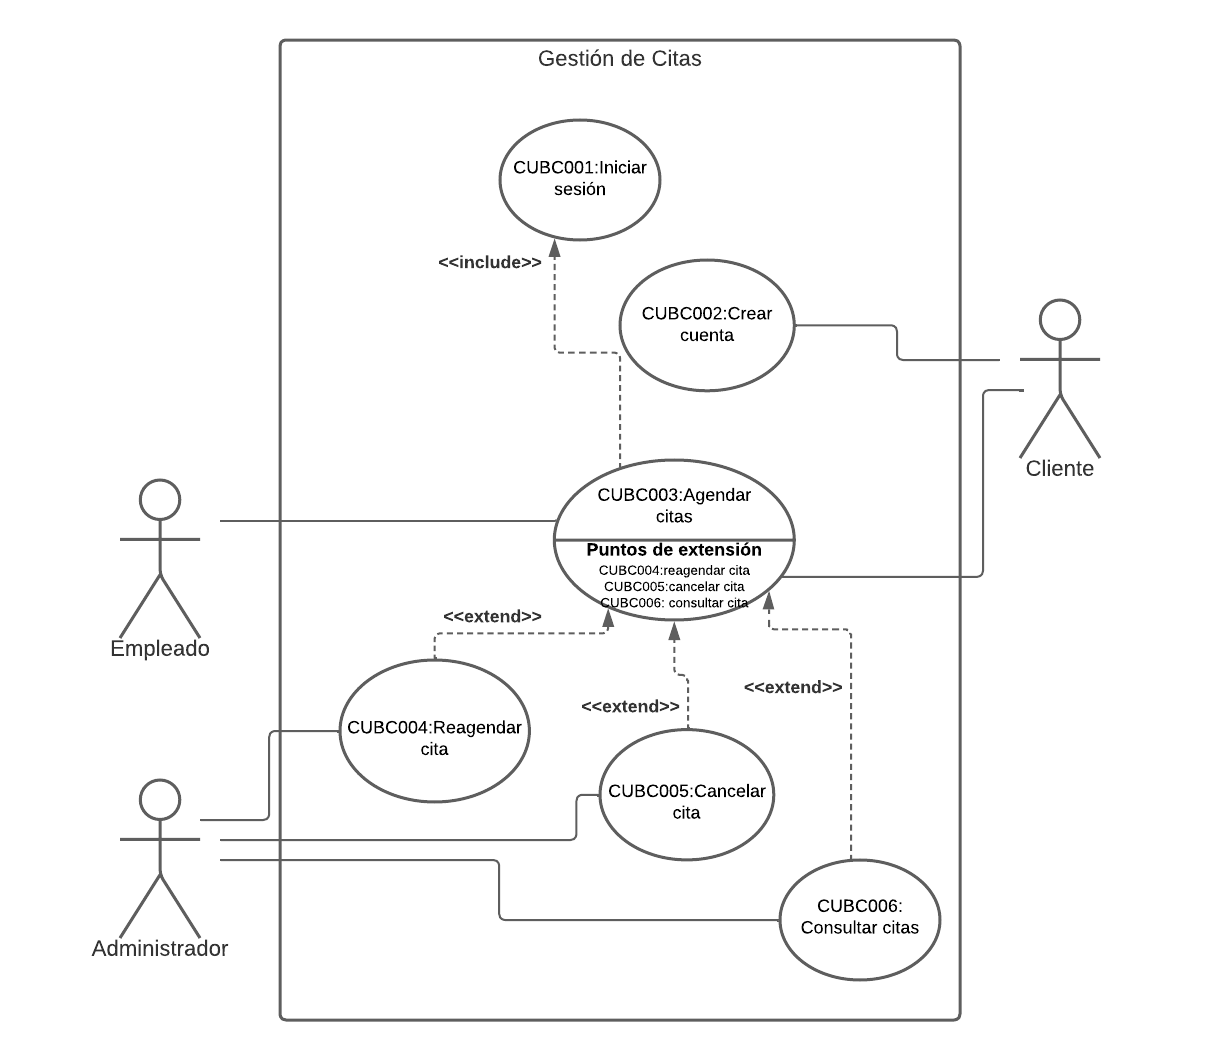 Gestión de Citas
CUBC001:Iniciar
sesión
<<include>>
CUBC002:Crear
cuenta
Cliente
CUBC003:Agendar
citas
Puntos de extensión
CUBC004:reagendar cita
CUBC005:cancelar cita
CUBC006: consultar cita
Empleado
<<extend>>
<<extend>>
<<extend>>
CUBC004:Reagendar
cita
CUBC005:Cancelar
cita
CUBC006:
Consultar citas
Administrador